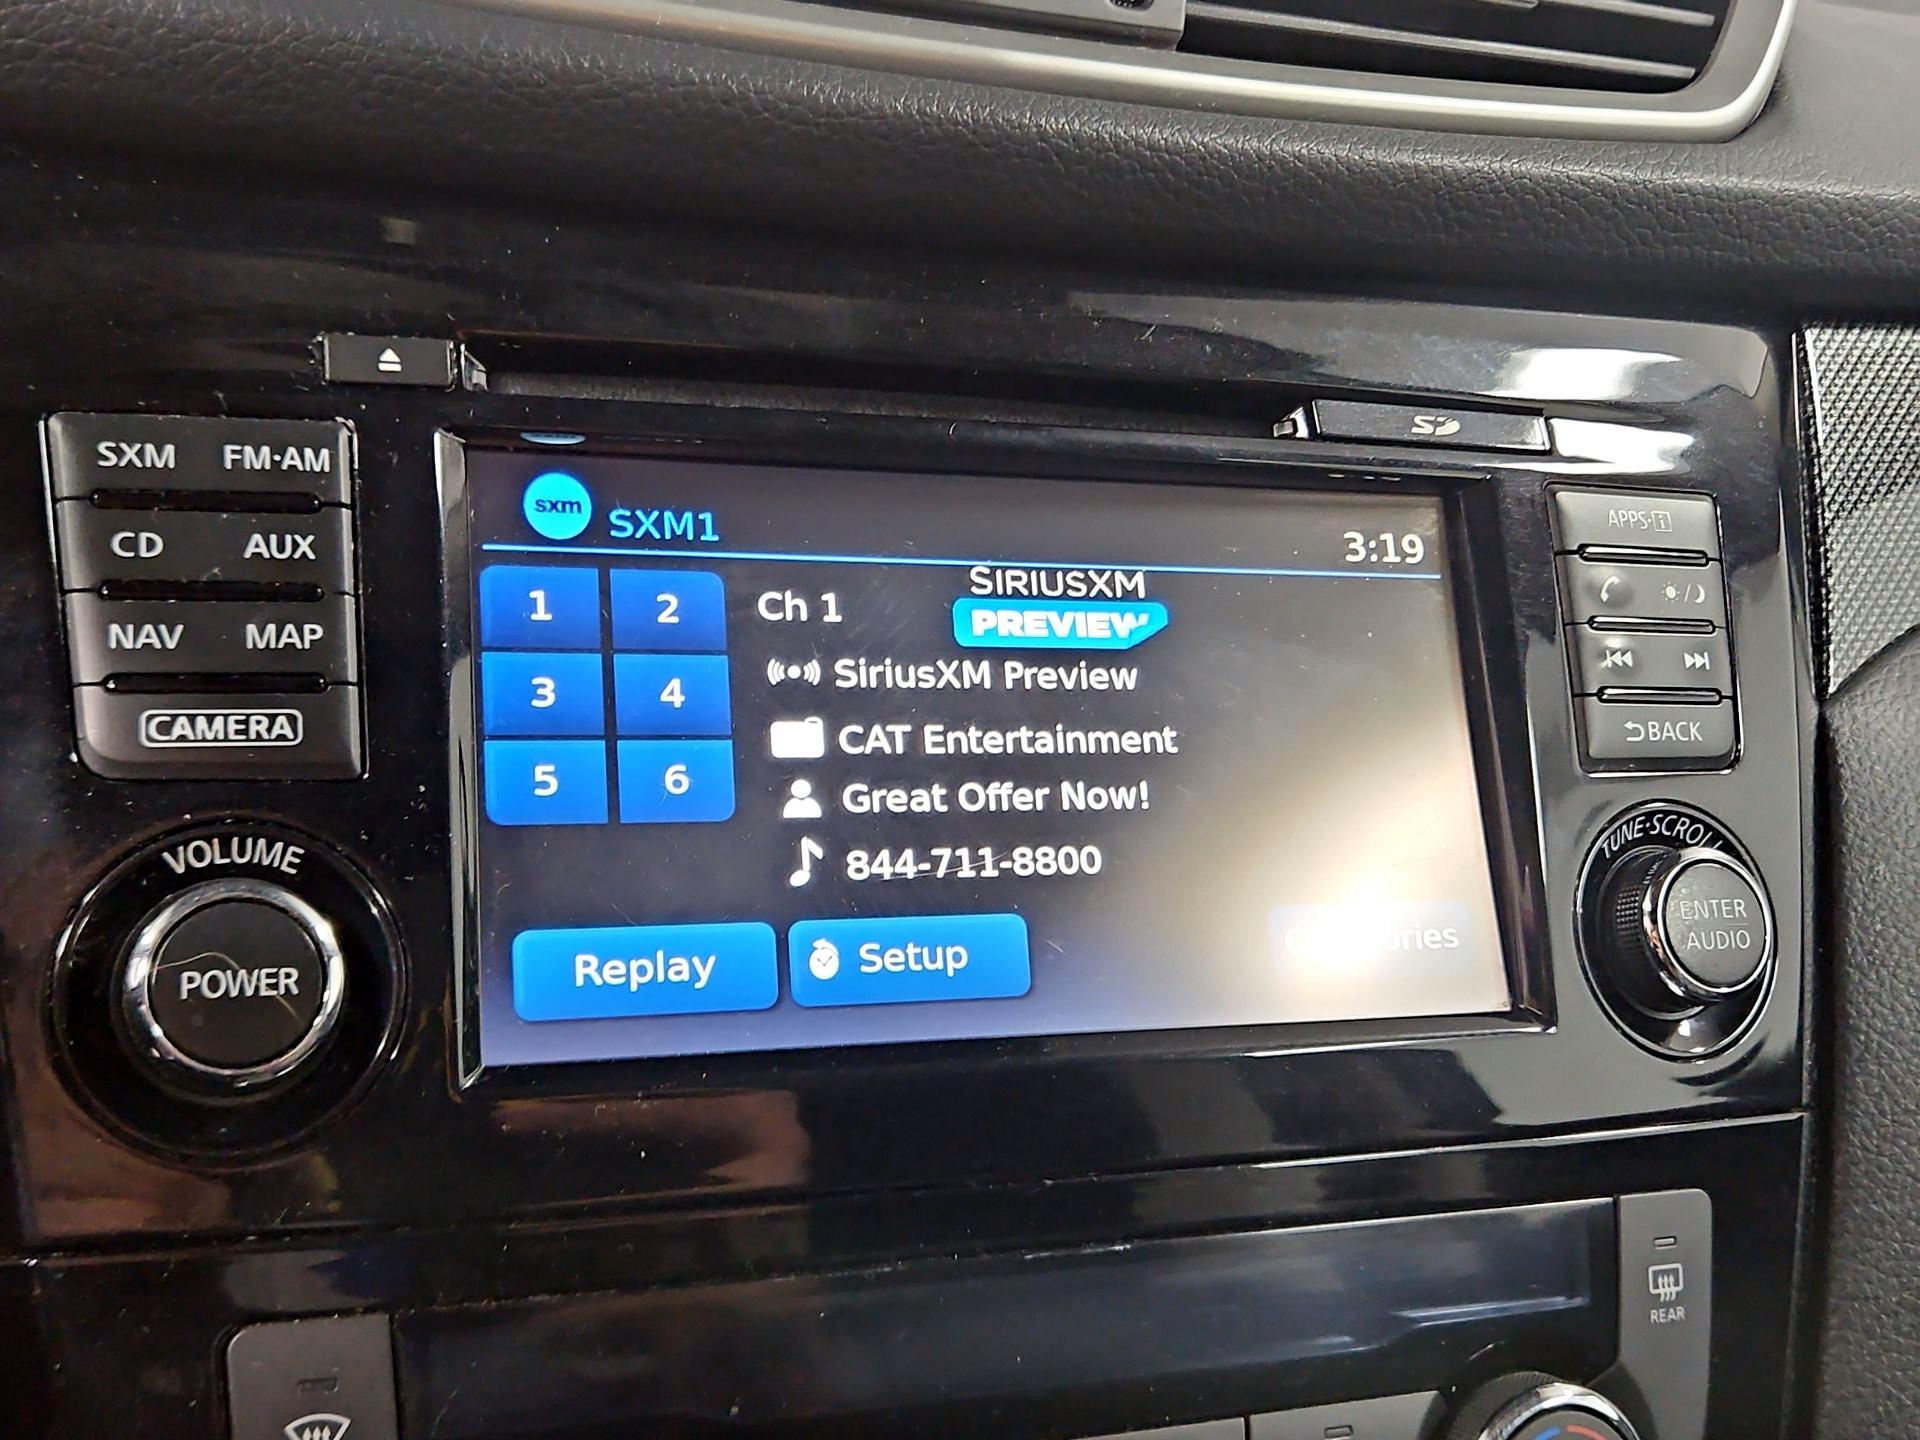 SXM FM·AM
CD AUX
NAV MAP
CAMERA
VOLUME
POWER
SD
sxm SXM1
3:19
1 2
3 4
5 6
Ch 1
SIRIUSXM
PREVIEW
SiriusXM Preview
CAT Entertainment
Great Offer Now!
844-711-8800
Replay
Setup
APPS·i
BACK
TUNE·SCROLL
ENTER
AUDIO
REAR